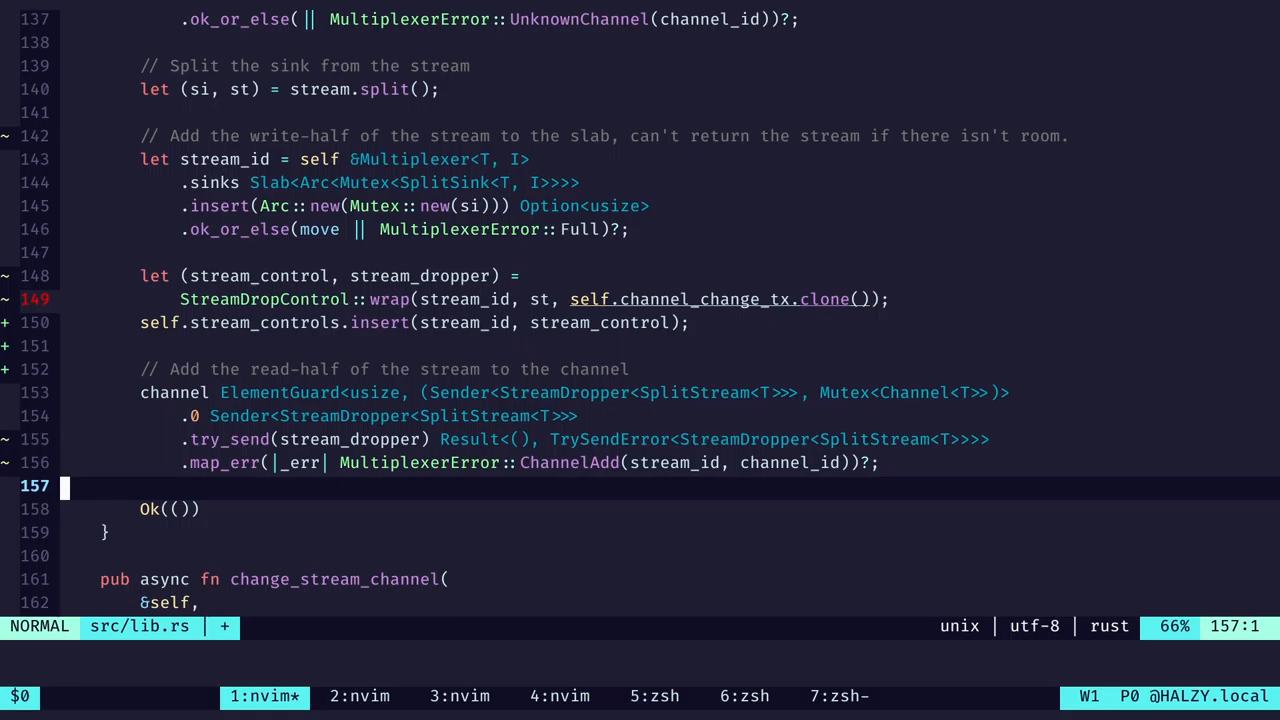 137             .ok_or_else(|| MultiplexerError::UnknownChannel(channel_id))?;
138
139         // Split the sink from the stream
140         let (si, st) = stream.split();
141
~ 142         // Add the write-half of the stream to the slab, can't return the stream if there isn't room.
143         let stream_id = self &Multiplexer<T, I>
144             .sinks Slab<Arc<Mutex<SplitSink<T, I>>>>
145             .insert(Arc::new(Mutex::new(si))) Option<usize>
146             .ok_or_else(move || MultiplexerError::Full)?;
147
~ 148         let (stream_control, stream_dropper) =
~ 149             StreamDropControl::wrap(stream_id, st, self.channel_change_tx.clone());
+ 150         self.stream_controls.insert(stream_id, stream_control);
+ 151
+ 152         // Add the read-half of the stream to the channel
153         channel ElementGuard<usize, (Sender<StreamDropper<SplitStream<T>>>, Mutex<Channel<T>>)>
154             .0 Sender<StreamDropper<SplitStream<T>>>
~ 155             .try_send(stream_dropper) Result<(), TrySendError<StreamDropper<SplitStream<T>>>>
~ 156             .map_err(|_err| MultiplexerError::ChannelAdd(stream_id, channel_id))?;
157
158         Ok(())
159     }
160
161     pub async fn change_stream_channel(
162         &self,
NORMAL src/lib.rs | + unix | utf-8 | rust 66% 157:1
$0 1:nvim* 2:nvim 3:nvim 4:nvim 5:zsh 6:zsh 7:zsh- W1 P0 @HALZY.local